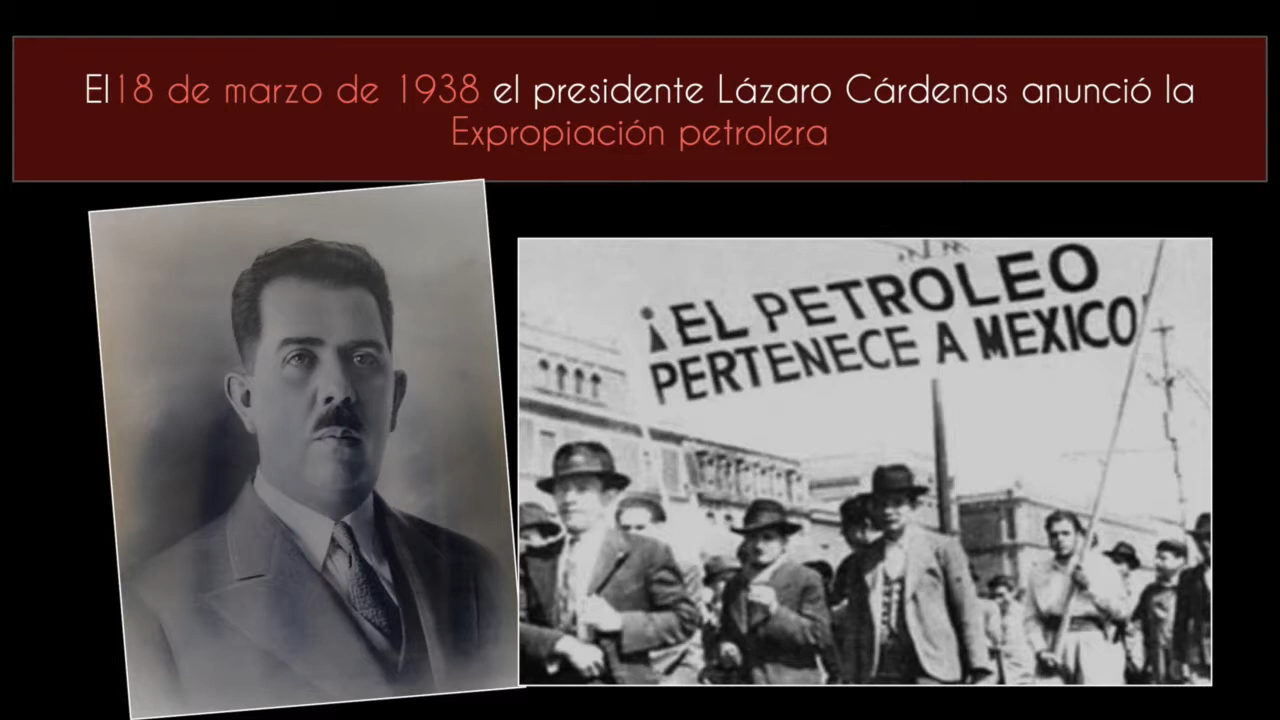 El18 de marzo de 1938 el presidente Lázaro Cárdenas anunció la
Expropiación petrolera
¡EL PETROLEO
PERTENECE A MEXICO